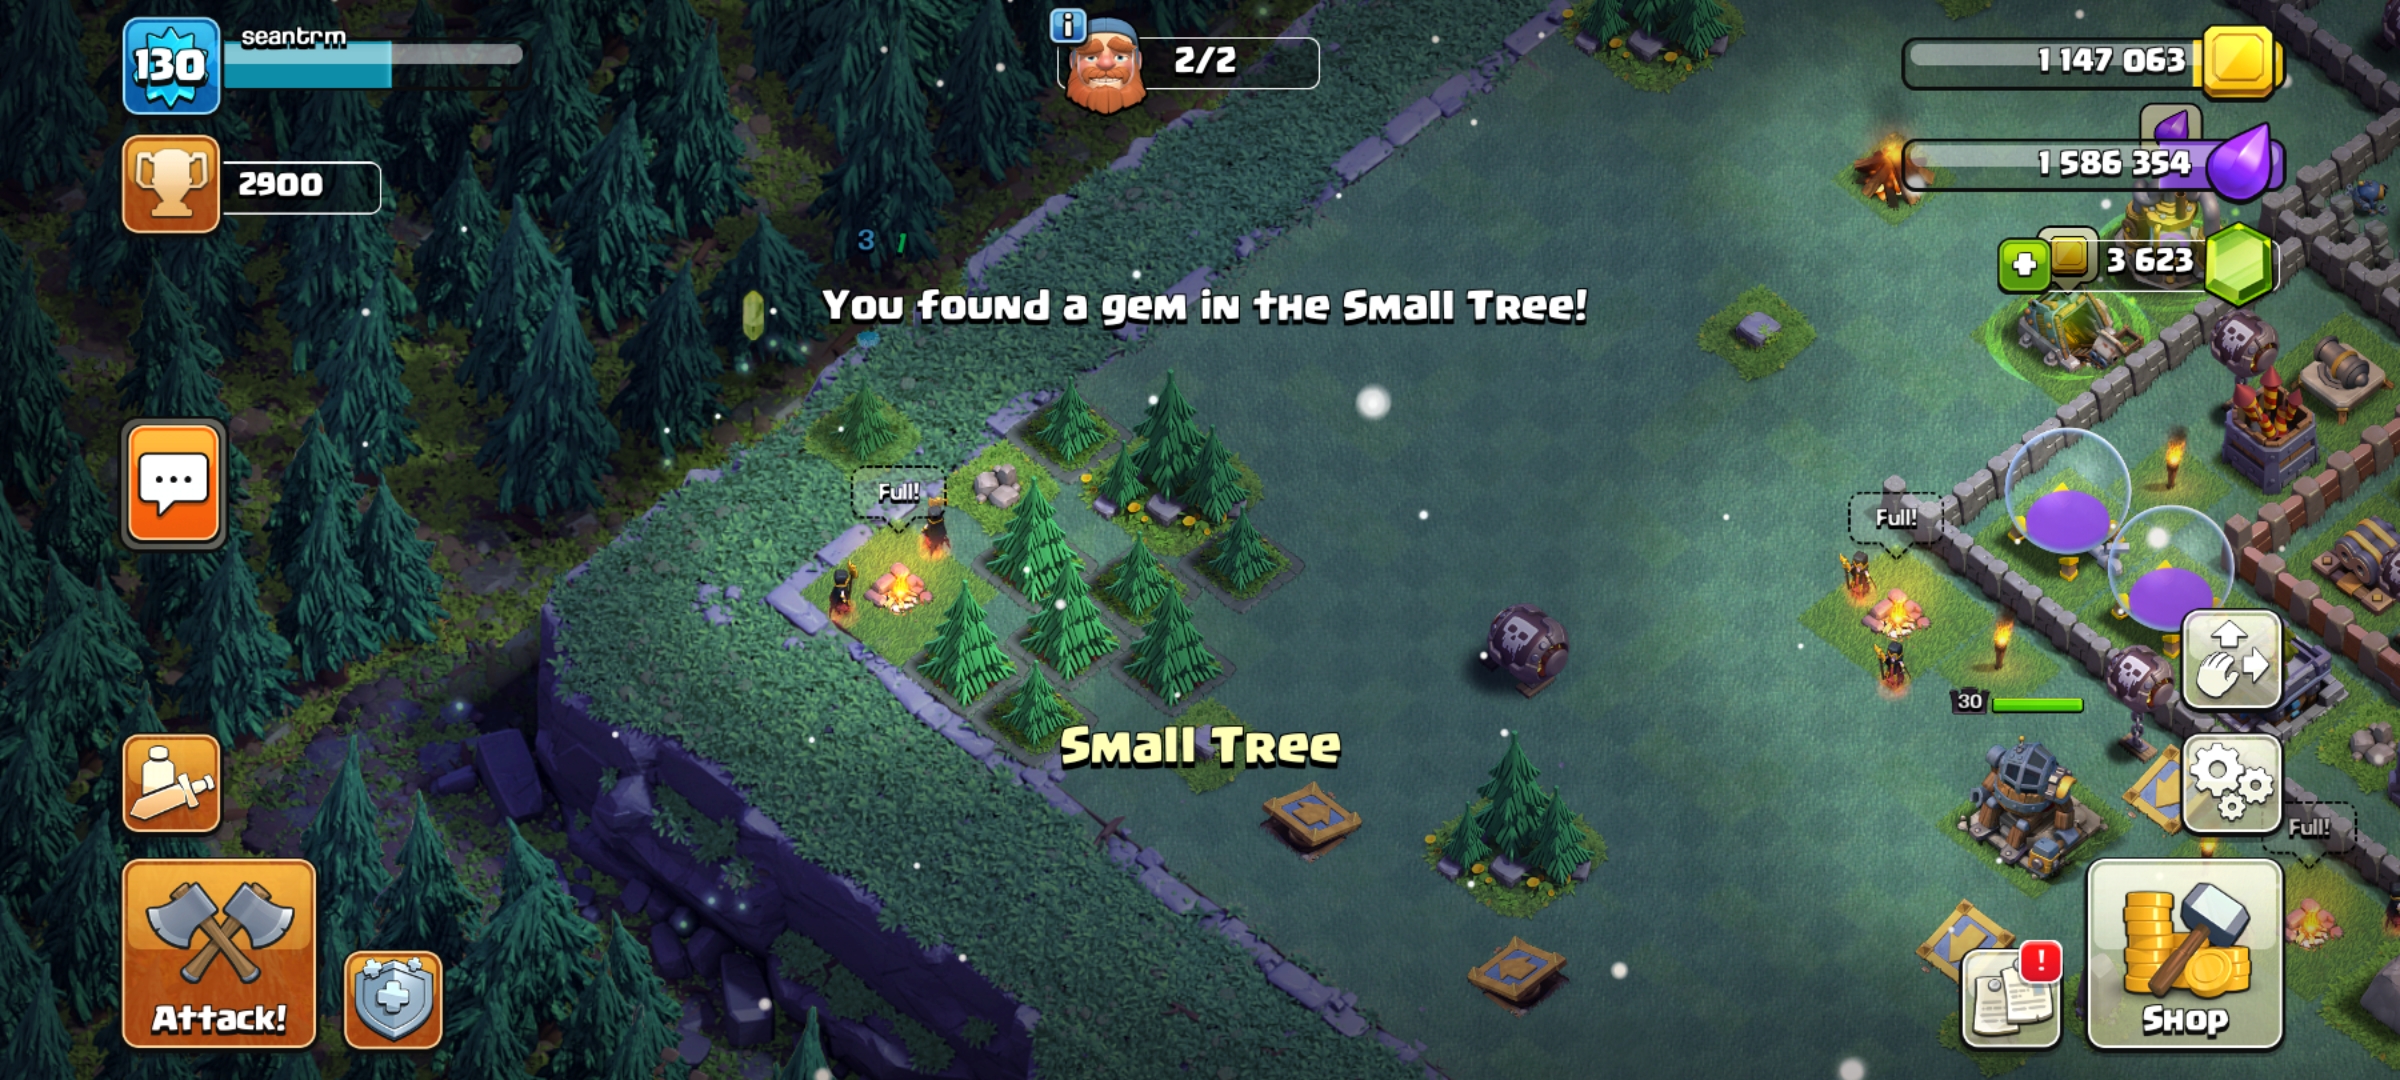 130
seantrm
i
2/2
1 147 063
2900
1 586 354
3 1
3 623
You found a gem in the Small Tree!
Full!
Full!
30
Small Tree
Full!
Attack!
!
Shop